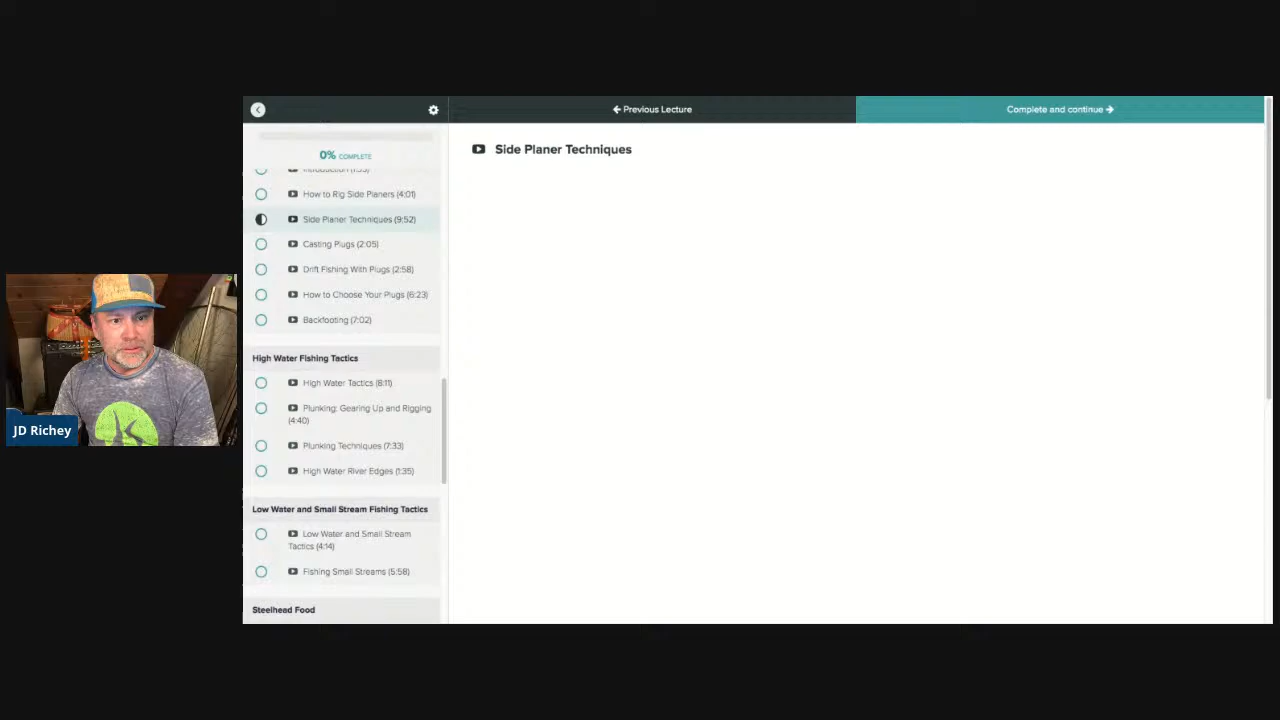 Previous Lecture
Complete and continue
0% COMPLETE
Introduction (1:55)
How to Rig Side Planers (4:01)
Side Planer Techniques (9:52)
Casting Plugs (2:05)
Drift Fishing With Plugs (2:58)
How to Choose Your Plugs (6:23)
Backfooting (7:02)
High Water Fishing Tactics
High Water Tactics (8:11)
Plunking: Gearing Up and Rigging
(4:40)
Plunking Techniques (7:33)
High Water River Edges (1:35)
Low Water and Small Stream Fishing Tactics
Low Water and Small Stream
Tactics (4:14)
Fishing Small Streams (5:58)
Steelhead Food
Side Planer Techniques
JD Richey